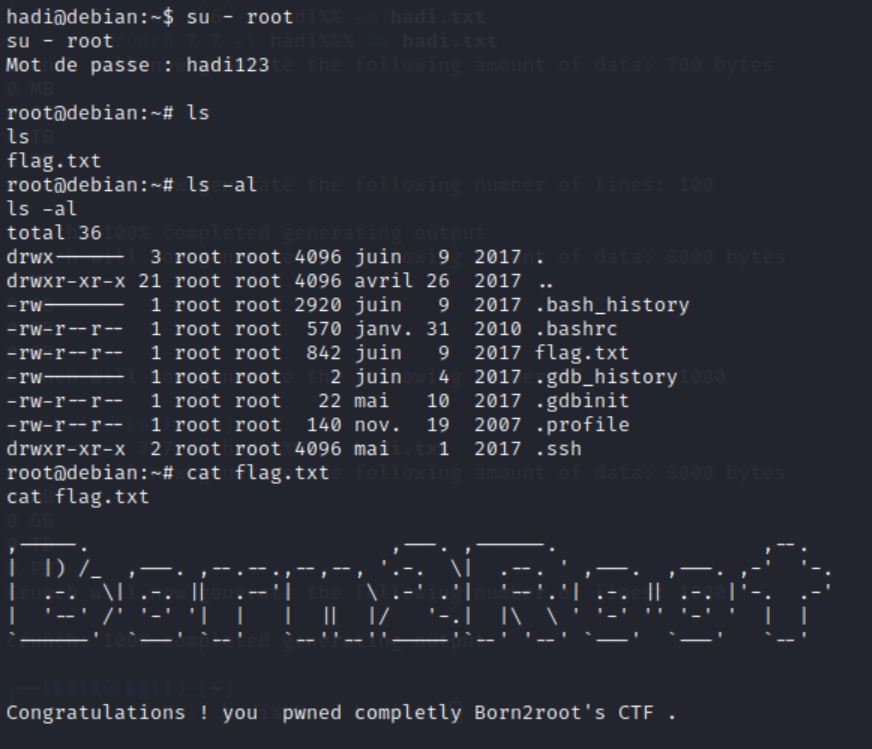 hadi@debian:~$ su - root
su - root
Mot de passe : hadi123
root@debian:~# ls
ls
flag.txt
root@debian:~# ls -al
ls -al
total 36
drwx------ 3 root root 4096 juin 9 2017 .
drwxr-xr-x 21 root root 4096 avril 26 2017 ..
-rw------- 1 root root 2920 juin 9 2017 .bash_history
-rw-r--r-- 1 root root 570 janv. 31 2010 .bashrc
-rw-r--r-- 1 root root 842 juin 9 2017 flag.txt
-rw------- 1 root root 2 juin 4 2017 .gdb_history
-rw-r--r-- 1 root root 22 mai 10 2017 .gdbinit
-rw-r--r-- 1 root root 140 nov. 19 2007 .profile
drwxr-xr-x 2 root root 4096 mai 1 2017 .ssh
root@debian:~# cat flag.txt
cat flag.txt
Born2Root
Congratulations ! you pwned completly Born2root's CTF .